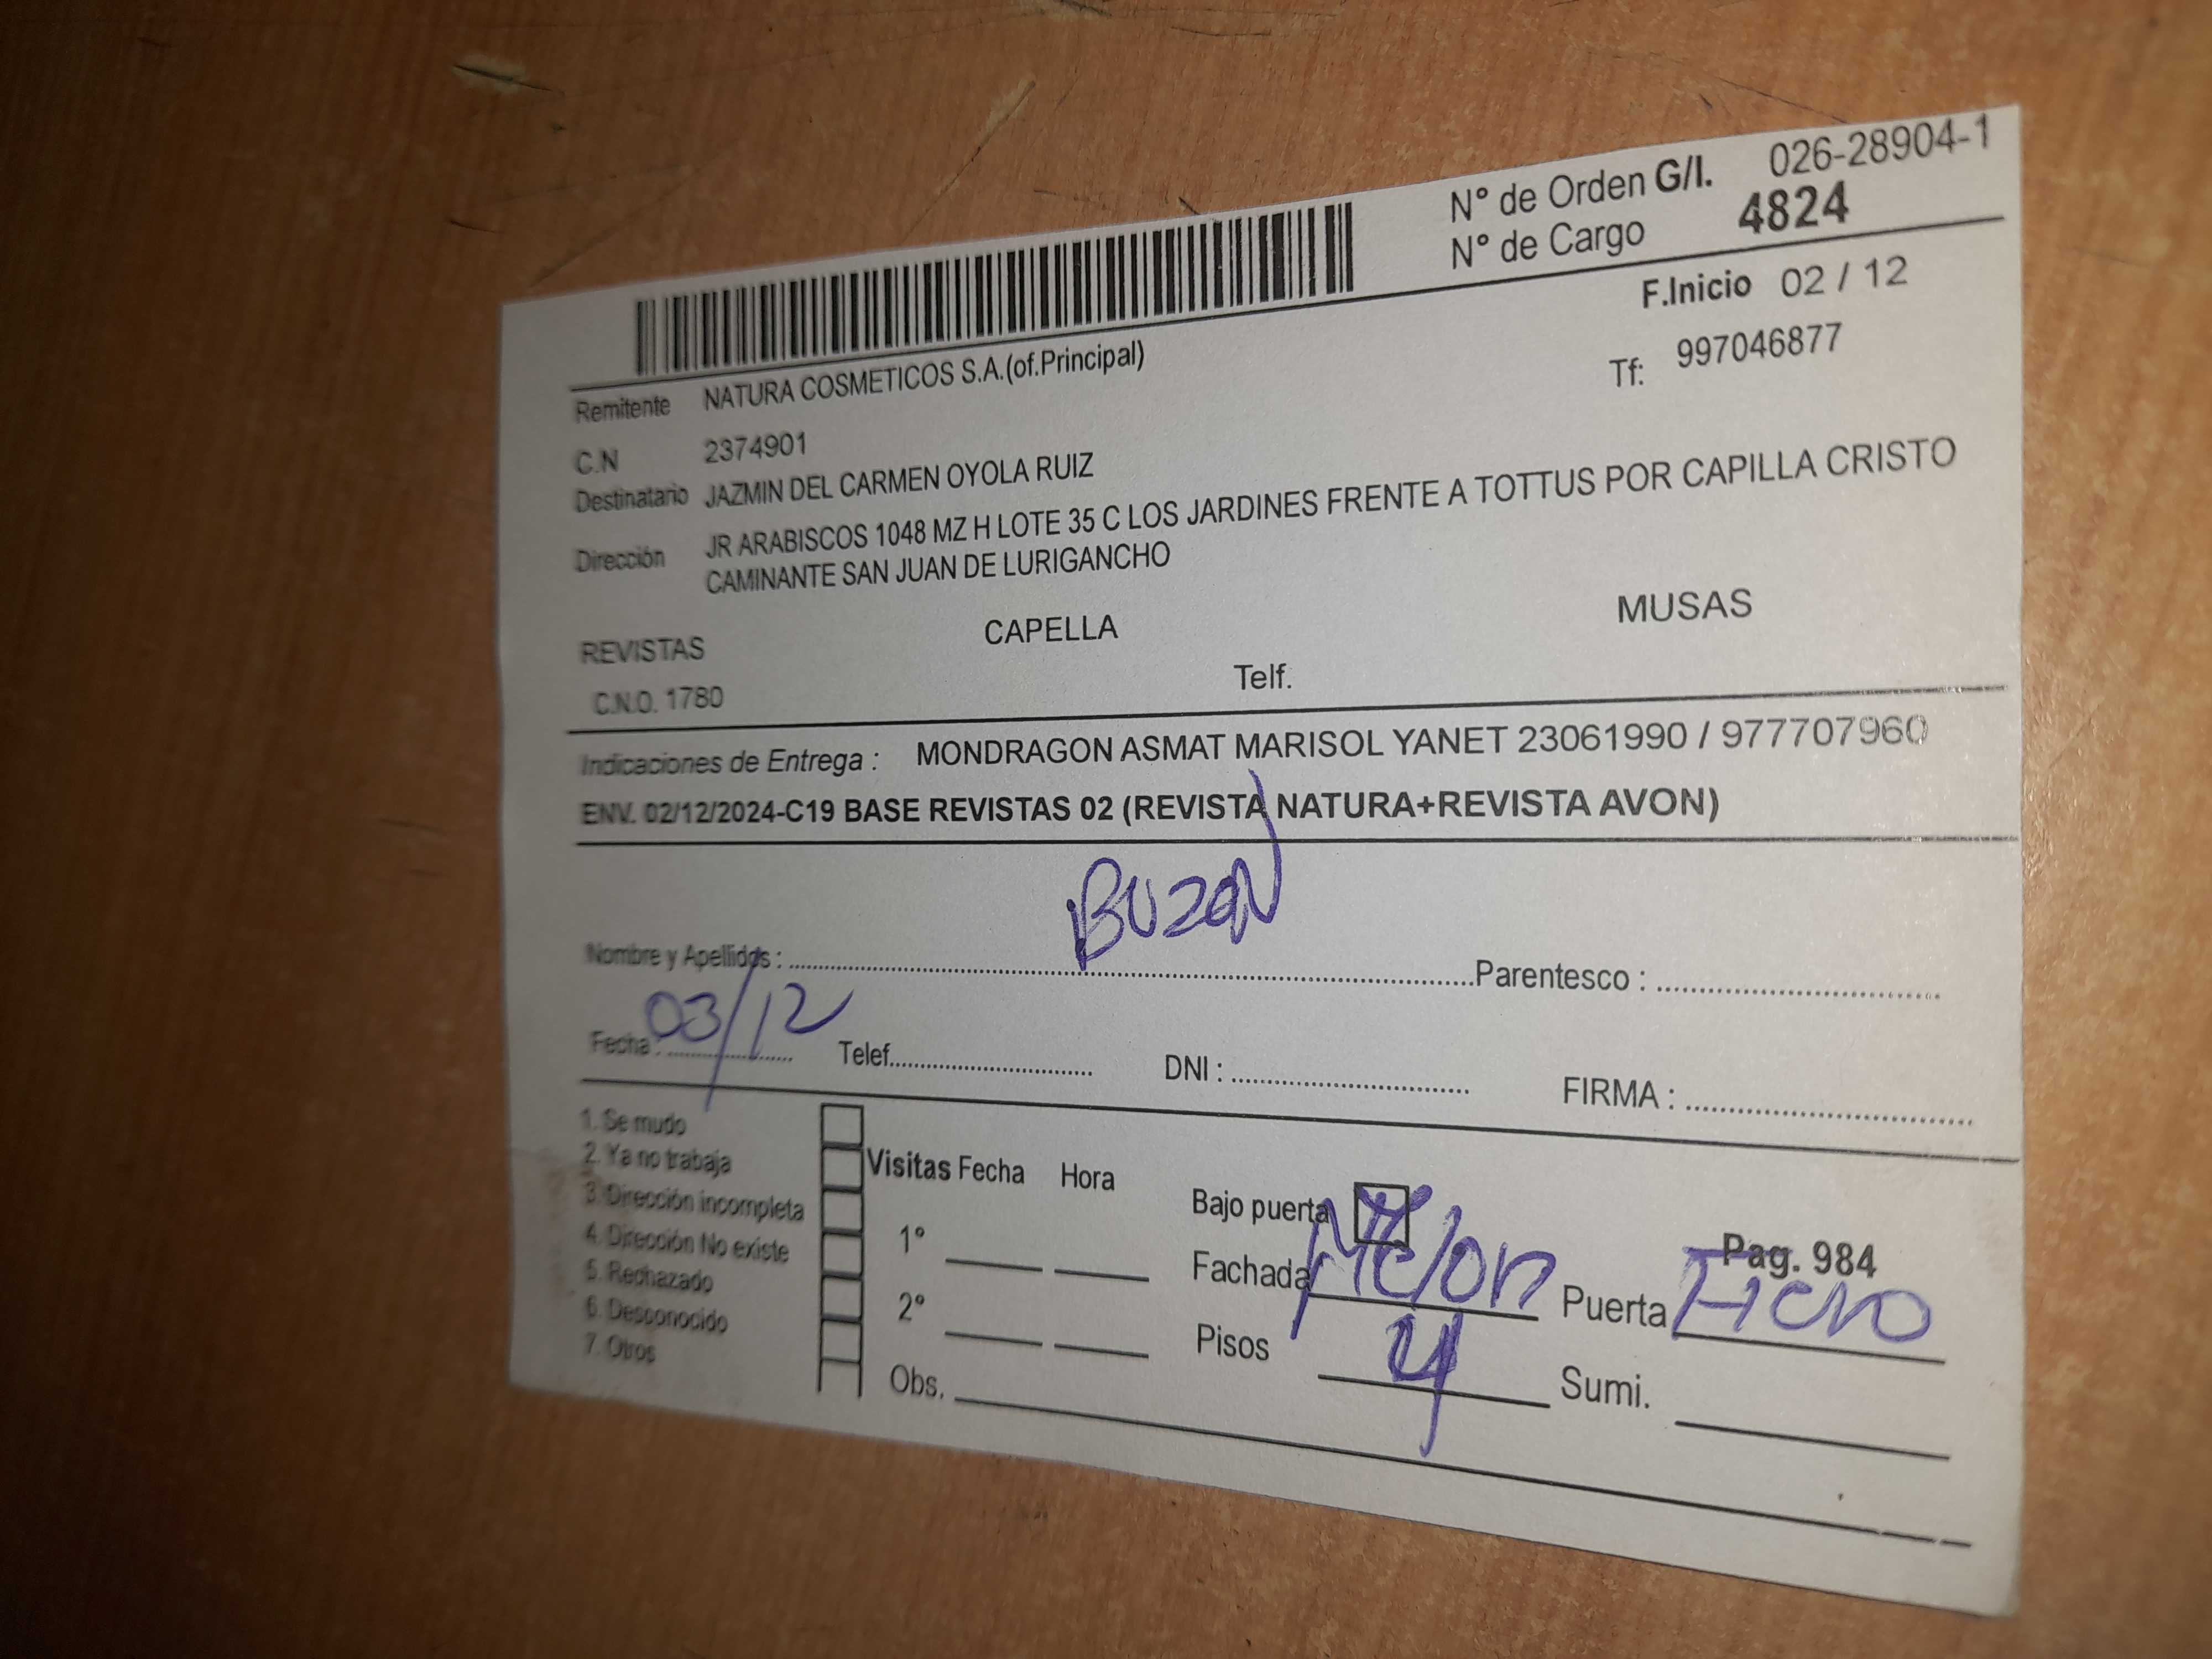 N° de Orden G/I. 026-28904-1
N° de Cargo 4824
F.Inicio 02 / 12
Remitente NATURA COSMETICOS S.A.(of.Principal)
Tf: 997046877
C.N 2374901
Destinatario JAZMIN DEL CARMEN OYOLA RUIZ
Dirección JR ARABISCOS 1048 MZ H LOTE 35 C LOS JARDINES FRENTE A TOTTUS POR CAPILLA CRISTO
CAMINANTE SAN JUAN DE LURIGANCHO
REVISTAS CAPELLA MUSAS
C.N.O. 1780 Telf.
Indicaciones de Entrega : MONDRAGON ASMAT MARISOL YANET 23061990 / 977707960
ENV. 02/12/2024-C19 BASE REVISTAS 02 (REVISTA NATURA+REVISTA AVON)
BUZON
Nombre y Apellidos : Parentesco :
Fecha : 03/12 Telef. DNI : FIRMA :
1. Se mudo
2. Ya no trabaja
3. Dirección incompleta
4. Dirección No existe
5. Rechazado
6. Desconocido
7. Otros
Visitas Fecha Hora
1°
2°
Obs.
Bajo puerta
Pag. 984
Fachada Melon Puerta Fierro
Pisos 4 Sumi.